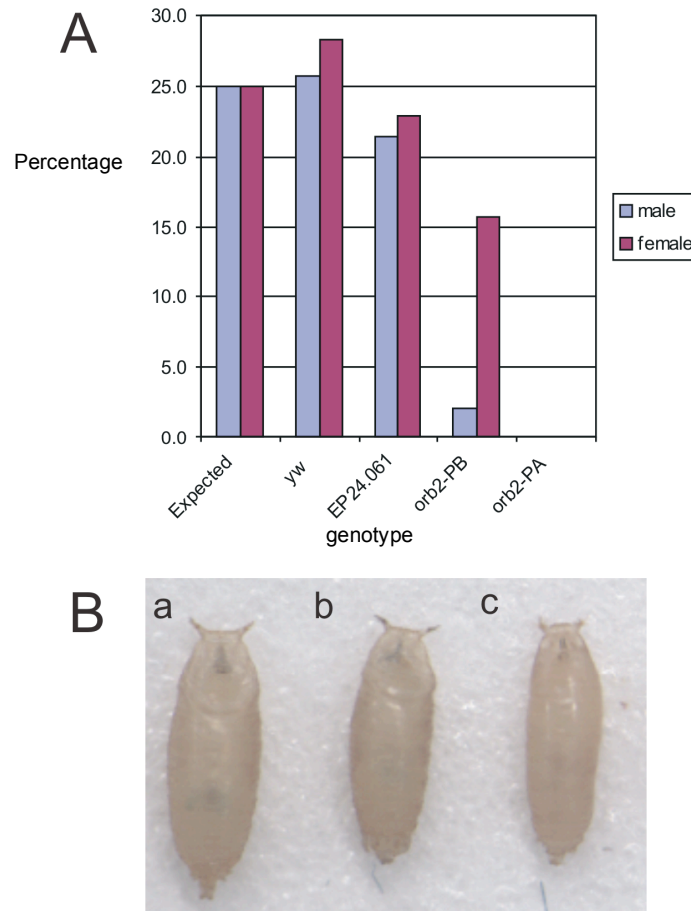 A
30.0
25.0
20.0
15.0
10.0
5.0
0.0
Percentage
Expected
yw
EP24.061
orb2-PB
orb2-PA
genotype
male
female
B
a
b
c